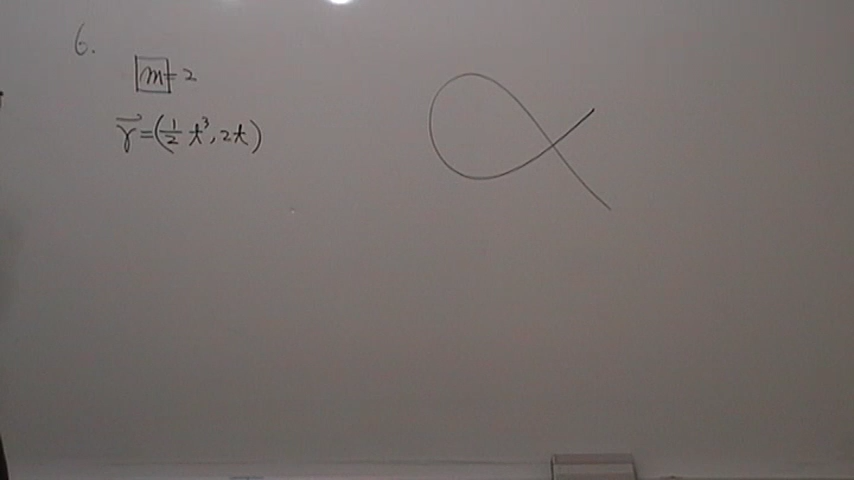 6.
m = 2
r⃗ = (1/2 t³, 2t)